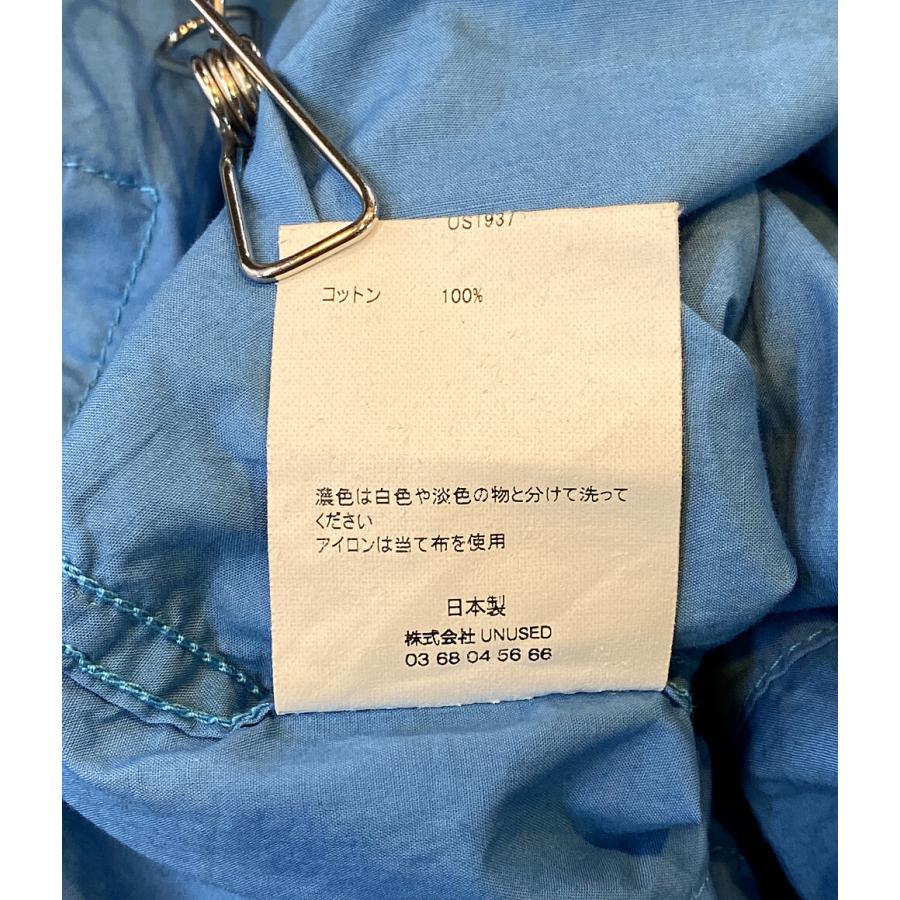 US1937
コットン 100%
濃色は白色や淡色の物と分けて洗って
ください
アイロンは当て布を使用
日本製
株式会社 UNUSED
03 68 04 56 66